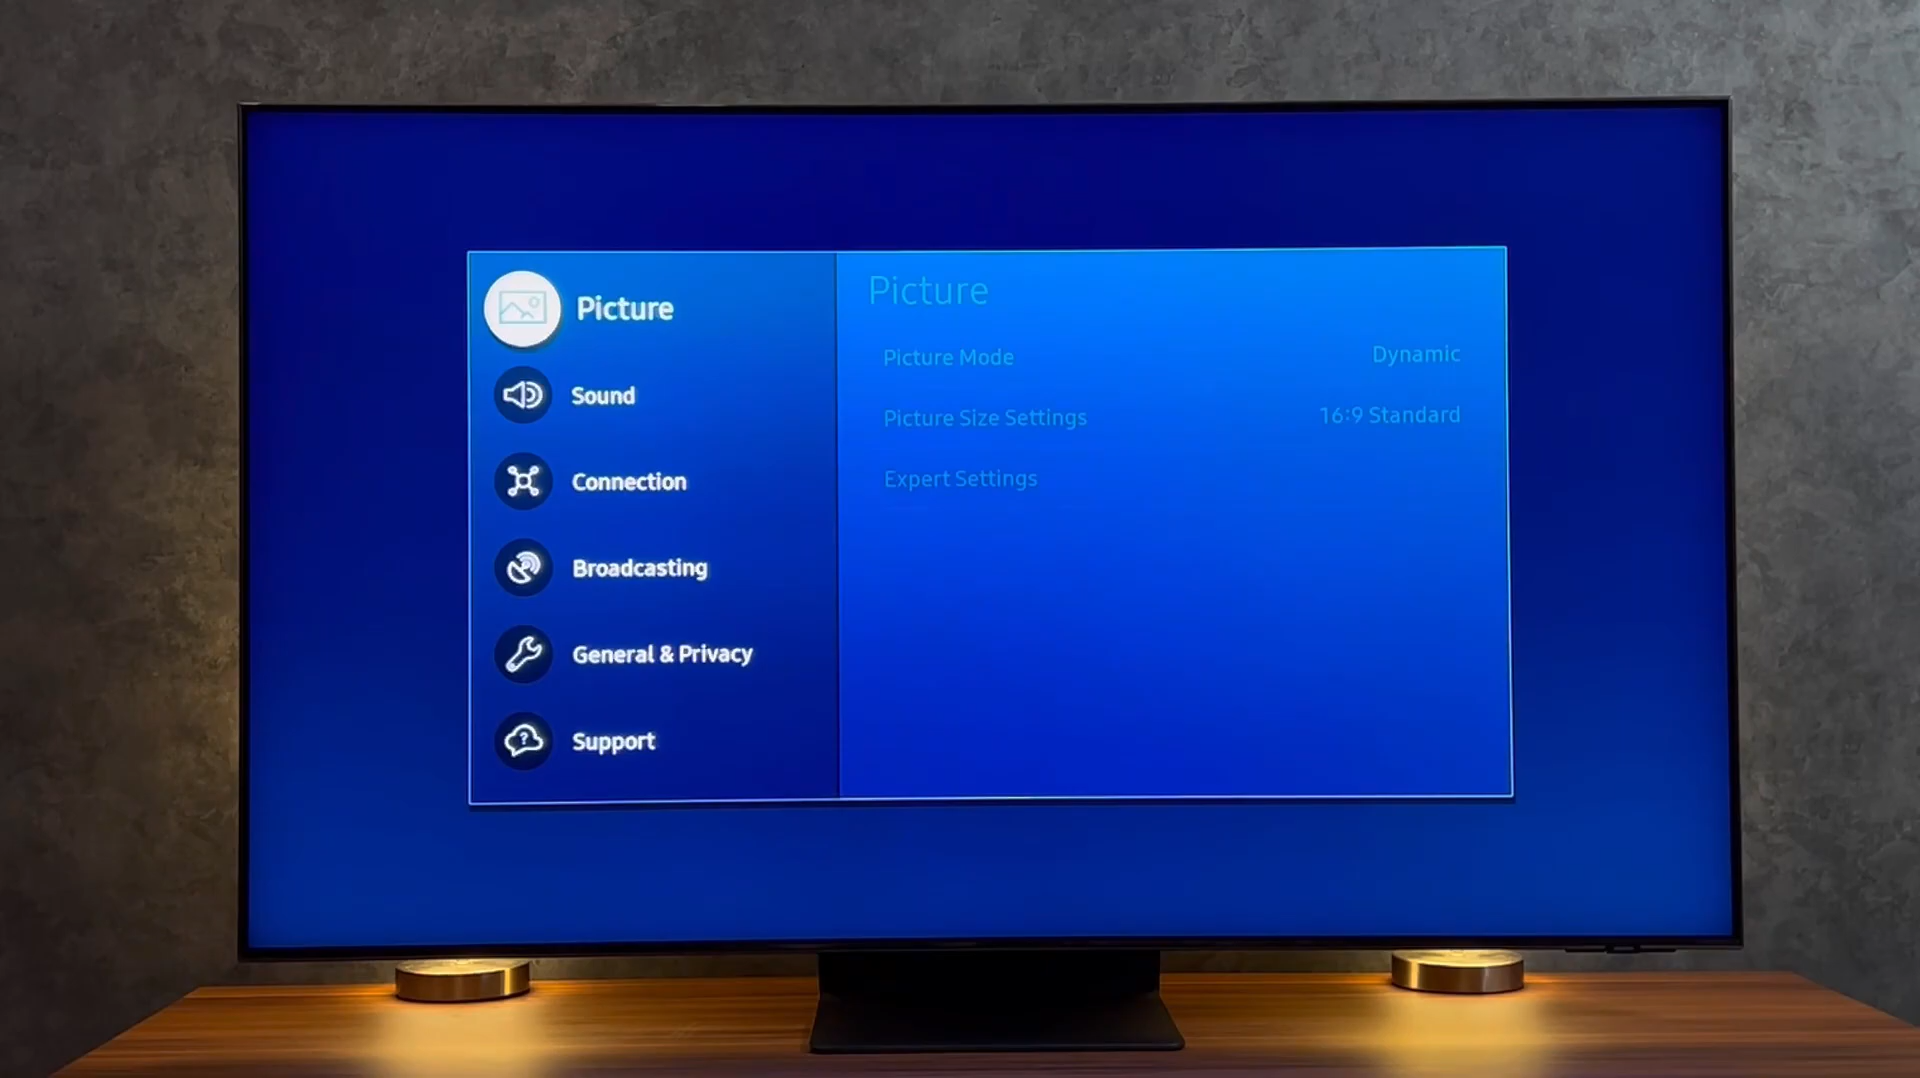 Picture
Sound
Connection
Broadcasting
General & Privacy
Support
Picture
Picture Mode Dynamic
Picture Size Settings 16:9 Standard
Expert Settings